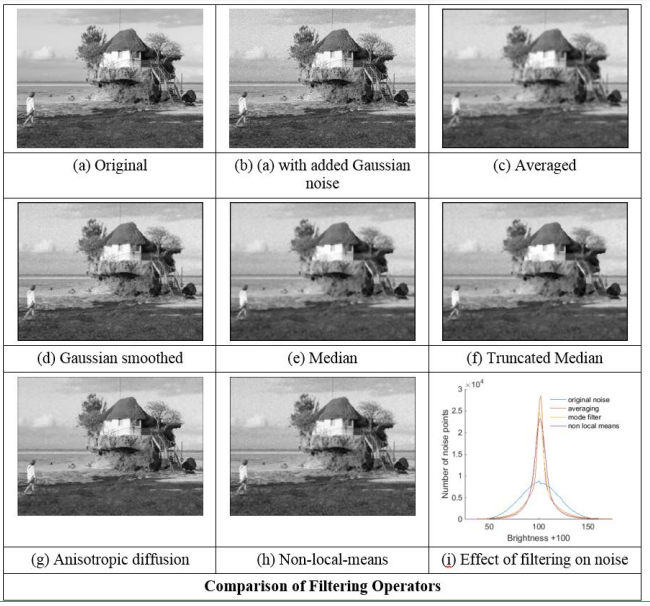 (a) Original
(b) (a) with added Gaussian
noise
(c) Averaged
(d) Gaussian smoothed
(e) Median
(f) Truncated Median
3
×10⁴
2.5
2
1.5
1
0.5
0
50
100
150
Number of noise points
Brightness +100
original noise
averaging
mode filter
non local means
(g) Anisotropic diffusion
(h) Non-local-means
(i) Effect of filtering on noise
Comparison of Filtering Operators